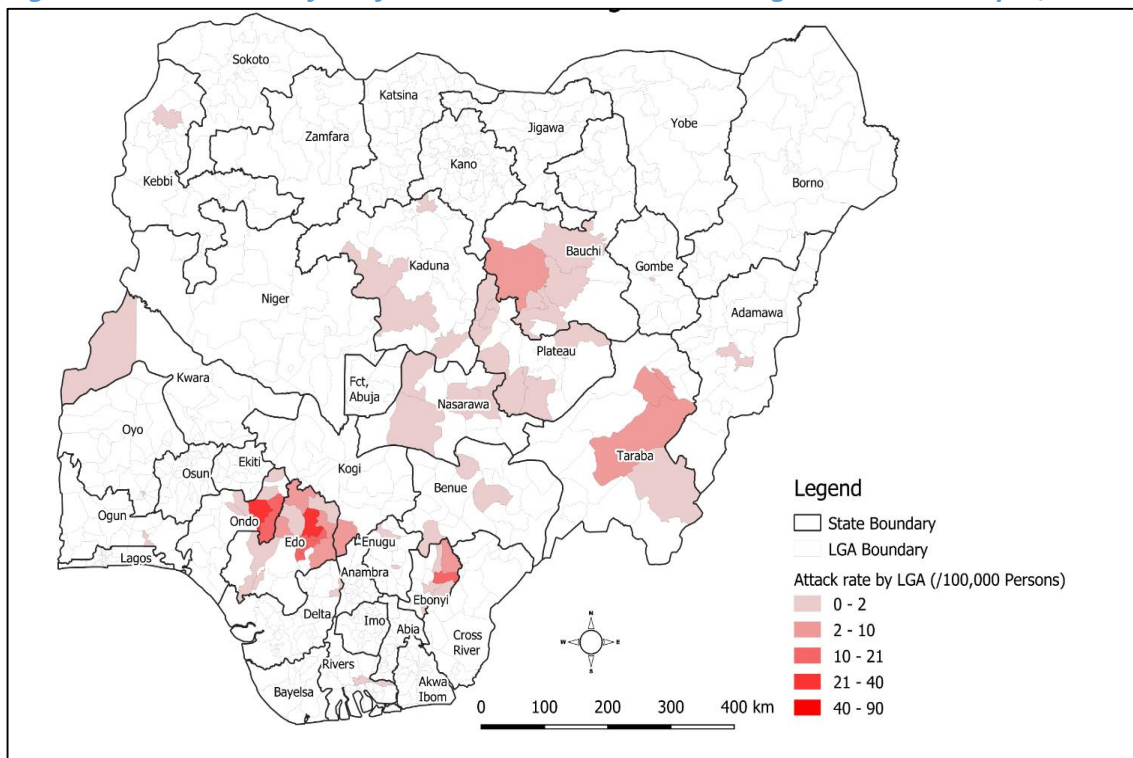 Sokoto
Katsina
Yobe
Jigawa
Zamfara
Kano
Borno
Kebbi
Bauchi
Kaduna
Gombe
Niger
Adamawa
Plateau
Kwara
Fct,
Abuja
Nasarawa
Oyo
Taraba
Ekiti
Kogi
Osun
Benue
Ogun
Ondo
Edo
Enugu
Lagos
Anambra
Ebonyi
Delta
Imo
Abia
Cross
River
Rivers
Bayelsa
Akwa
Ibom
N
W
E
S
0 100 200 300 400 km
Legend
State Boundary
LGA Boundary
Attack rate by LGA (/100,000 Persons)
0 - 2
2 - 10
10 - 21
21 - 40
40 - 90